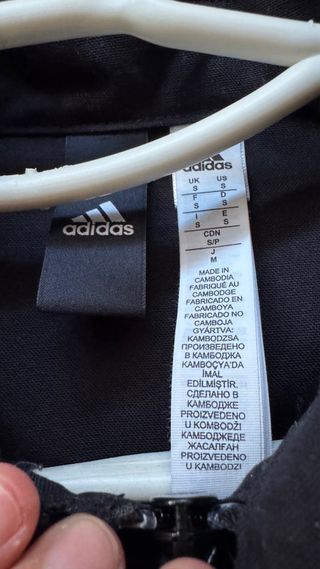 adidas
adidas
UK US
S S
F D
S S
I E
S S
CDN
S/P
J
M
MADE IN
CAMBODIA
FABRIQUÉ AU
CAMBODGE
FABRICADO EN
CAMBOYA
FABRICADO NO
CAMBOJA
GYÁRTVA:
KAMBODZSA
ПРОИЗВЕДЕНО
В КАМБОДЖА
KAMBOÇYA'DA
İMAL
EDİLMİŞTİR.
СДЕЛАНО В
КАМБОДЖЕ
PROIZVEDENO
U KOMBODŽI
КАМБОДЖЕДЕ
ЖАСАЛҒАН
PROIZVEDENO
U KAMBODZI